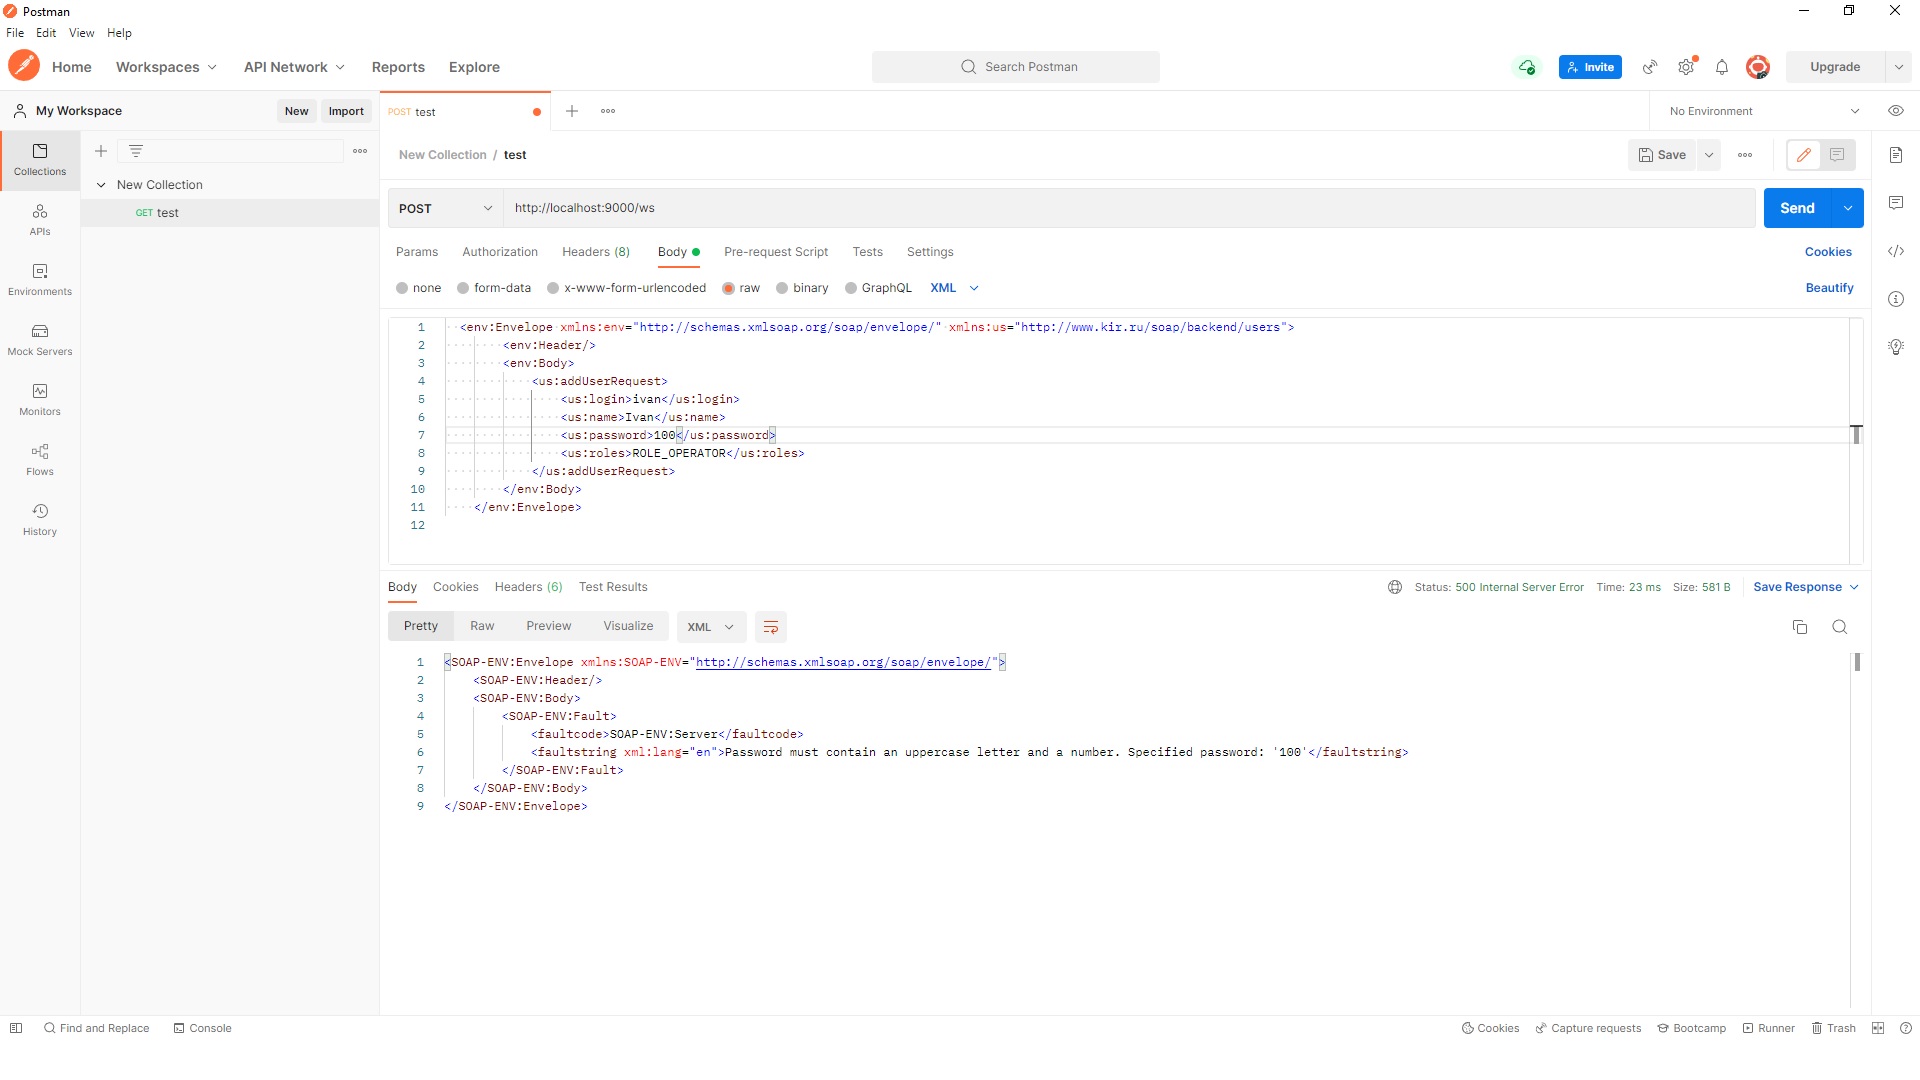 Postman
File Edit View Help
Home Workspaces API Network Reports Explore
Search Postman
Invite
Upgrade
My Workspace
New Import
POST test
No Environment
Collections
New Collection
GET test
APIs
Environments
Mock Servers
Monitors
Flows
History
New Collection / test
Save
POST http://localhost:9000/ws
Send
Params Authorization Headers (8) Body Pre-request Script Tests Settings
Cookies
none form-data x-www-form-urlencoded raw binary GraphQL XML
Beautify
1 <env:Envelope xmlns:env="http://schemas.xmlsoap.org/soap/envelope/" xmlns:us="http://www.kir.ru/soap/backend/users">
2 <env:Header/>
3 <env:Body>
4 <us:addUserRequest>
5 <us:login>ivan</us:login>
6 <us:name>Ivan</us:name>
7 <us:password>100</us:password>
8 <us:roles>ROLE_OPERATOR</us:roles>
9 </us:addUserRequest>
10 </env:Body>
11 </env:Envelope>
12
Body Cookies Headers (6) Test Results
Status: 500 Internal Server Error Time: 23 ms Size: 581 B Save Response
Pretty Raw Preview Visualize XML
1 <SOAP-ENV:Envelope xmlns:SOAP-ENV="http://schemas.xmlsoap.org/soap/envelope/">
2 <SOAP-ENV:Header/>
3 <SOAP-ENV:Body>
4 <SOAP-ENV:Fault>
5 <faultcode>SOAP-ENV:Server</faultcode>
6 <faultstring xml:lang="en">Password must contain an uppercase letter and a number. Specified password: '100'</faultstring>
7 </SOAP-ENV:Fault>
8 </SOAP-ENV:Body>
9 </SOAP-ENV:Envelope>
Find and Replace Console
Cookies Capture requests Bootcamp Runner Trash